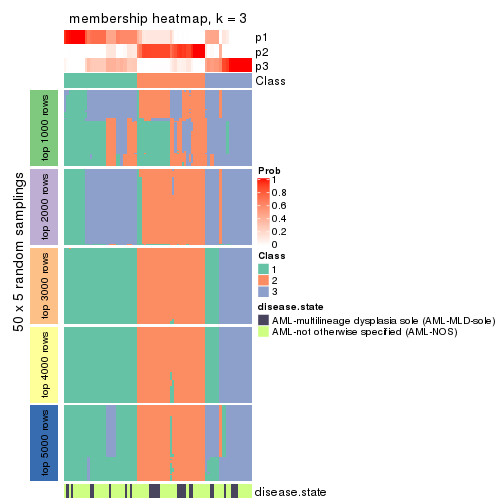 membership heatmap, k = 3
p1
p2
p3
Class
50 x 5 random samplings
top 1000 rows
top 2000 rows
top 3000 rows
top 4000 rows
top 5000 rows
Prob
1
0.8
0.6
0.4
0.2
0
Class
1
2
3
disease.state
AML-multilineage dysplasia sole (AML-MLD-sole)
AML-not otherwise specified (AML-NOS)
disease.state